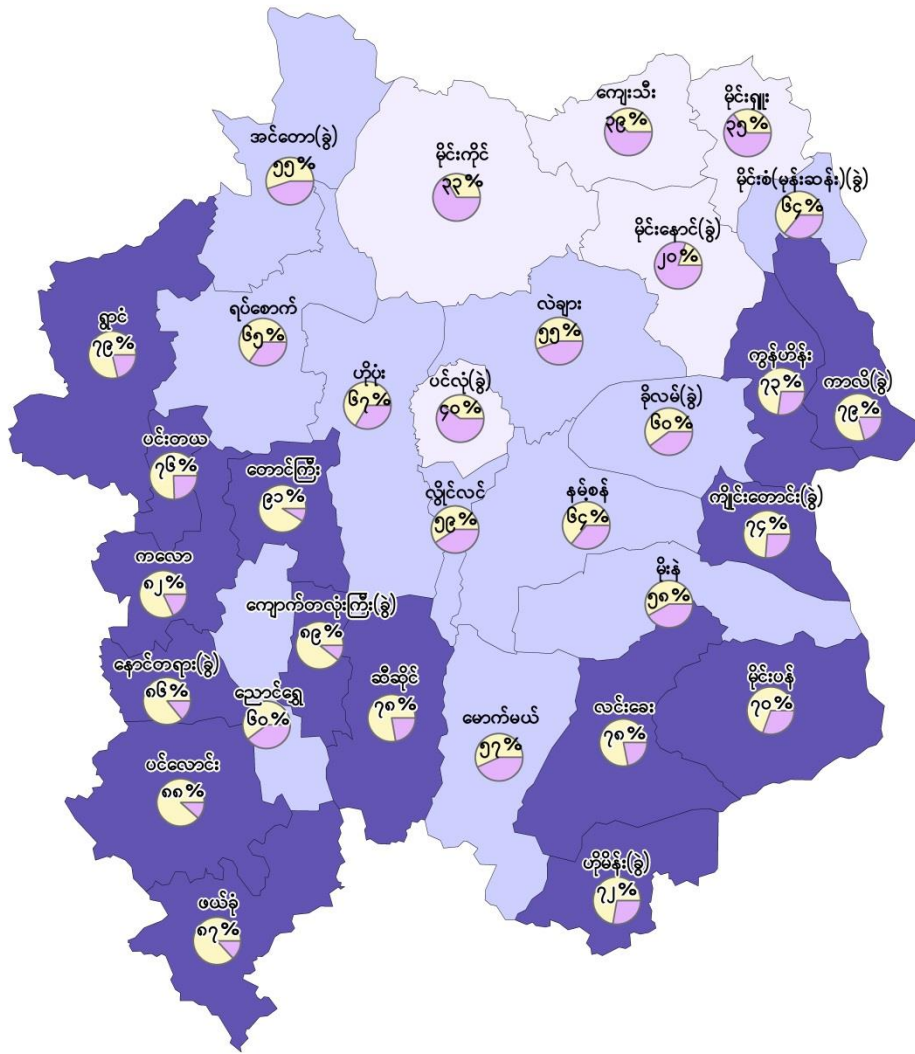 ကျေးသီး
၃၉%
မိုင်းရှူး
၃၅%
အင်တော(ခွဲ)
၅၅%
မိုင်းကိုင်
၃၃%
မိုင်းစံ(မုန်းဆန်း)(ခွဲ)
၆၄%
မိုင်းနောင်(ခွဲ)
၂၀%
ရွာငံ
၇၉%
ရပ်စောက်
၆၅%
လဲချား
၅၅%
ဟိုပုံး
၆၇%
ပင်လုံ(ခွဲ)
၄၀%
ကွန်ဟိန်း
၇၃%
ကာလိ(ခွဲ)
၇၉%
ခိုလမ်(ခွဲ)
၆၀%
ပင်းတယ
၇၆%
တောင်ကြီး
၉၁%
လွိုင်လင်
၅၉%
နမ့်စန်
၆၄%
ကျိုင်းတောင်း(ခွဲ)
၇၄%
ကလော
၈၂%
မိုးနဲ
၅၈%
ကျောက်တလုံးကြီး(ခွဲ)
၈၉%
နောင်တရား(ခွဲ)
၈၆%
ညောင်ရွှေ
၆၀%
ဆီဆိုင်
၇၈%
မောက်မယ်
၅၇%
လင်းခေး
၇၈%
မိုင်းပန်
၇၀%
ပင်လောင်း
၈၈%
ဟိုမိန်း(ခွဲ)
၇၂%
ဖယ်ခုံ
၈၇%